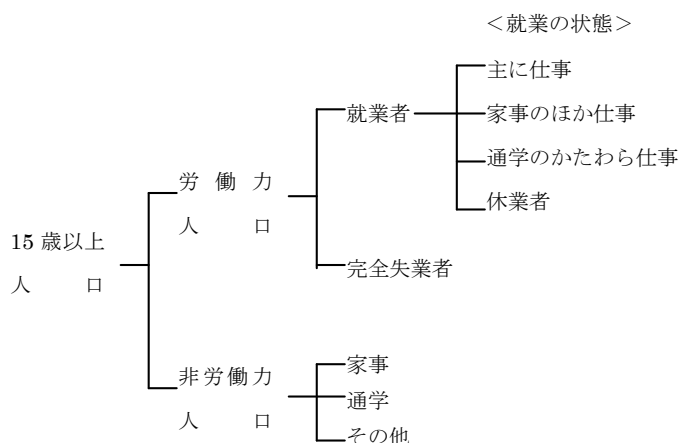 ＜就業の状態＞
主に仕事
就業者
家事のほか仕事
通学のかたわら仕事
労働力
人口
休業者
15歳以上
人口
完全失業者
家事
非労働力
人口
通学
その他